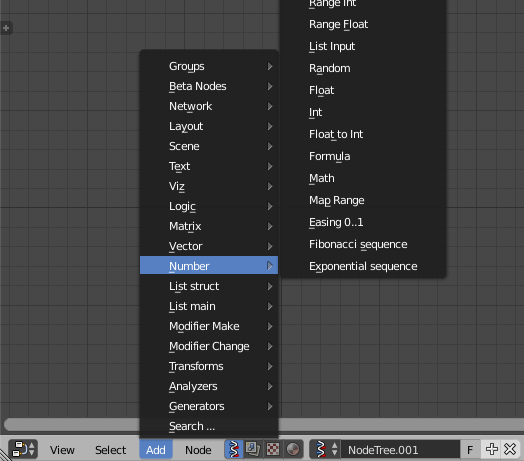 Range Int
Range Float
List Input
Random
Float
Int
Float to Int
Formula
Math
Map Range
Easing 0..1
Fibonacci sequence
Exponential sequence
Groups
Beta Nodes
Network
Layout
Scene
Text
Viz
Logic
Matrix
Vector
Number
List struct
List main
Modifier Make
Modifier Change
Transforms
Analyzers
Generators
Search ...
View Select Add Node NodeTree.001 F